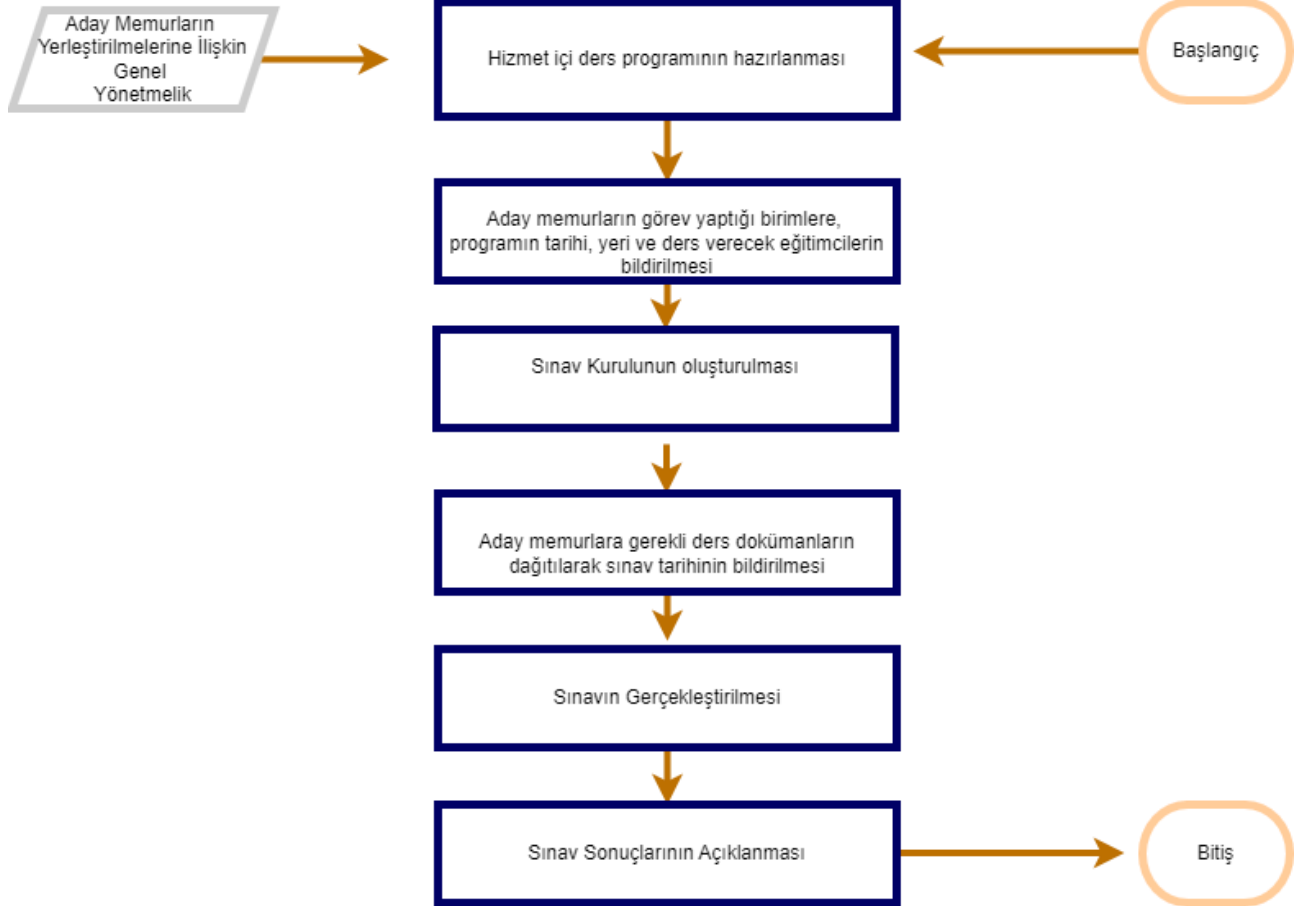 Aday Memurların
Yerleştirilmelerine İlişkin
Genel
Yönetmelik
Hizmet içi ders programının hazırlanması
Başlangıç
Aday memurların görev yaptığı birimlere,
programın tarihi, yeri ve ders verecek eğitimcilerin
bildirilmesi
Sınav Kurulunun oluşturulması
Aday memurlara gerekli ders dokümanların
dağıtılarak sınav tarihinin bildirilmesi
Sınavın Gerçekleştirilmesi
Sınav Sonuçlarının Açıklanması
Bitiş